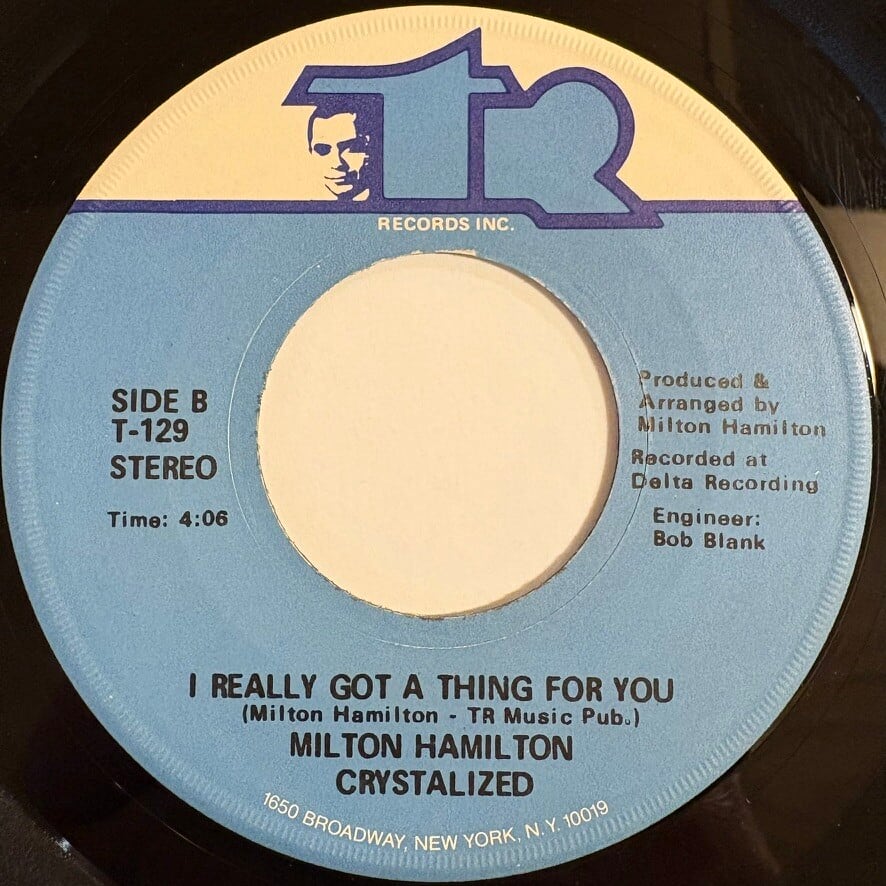 TR
RECORDS INC.
SIDE B
T-129
STEREO
Time: 4:06
Produced &
Arranged by
Milton Hamilton
Recorded at
Delta Recording
Engineer:
Bob Blank
I REALLY GOT A THING FOR YOU
(Milton Hamilton - TR Music Pub.)
MILTON HAMILTON
CRYSTALIZED
1650 BROADWAY, NEW YORK, N.Y. 10019